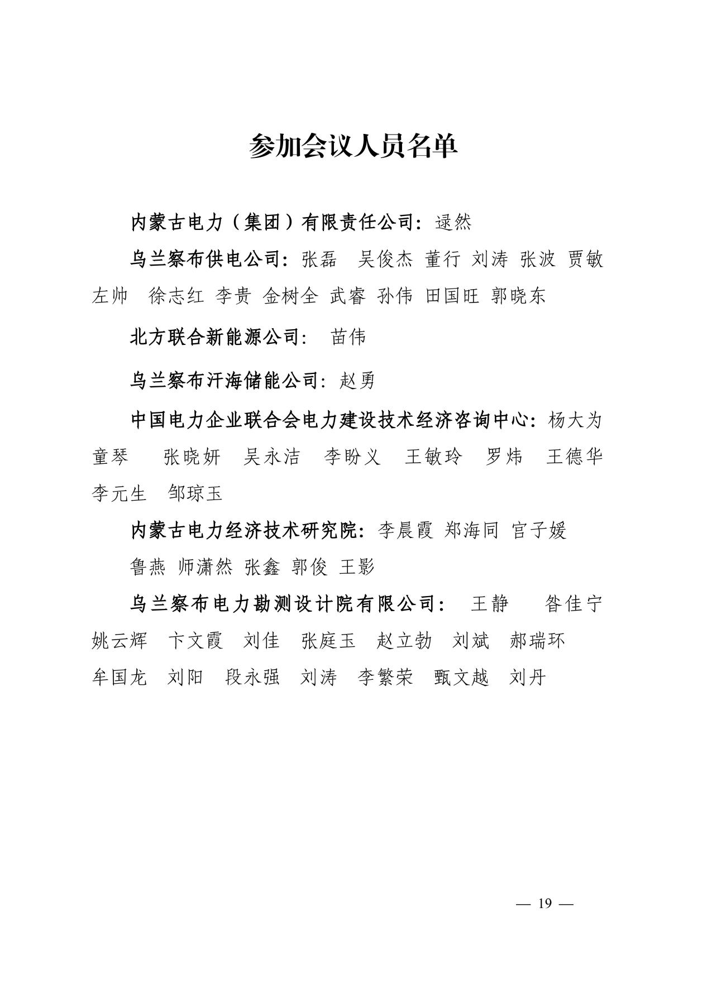 参加会议人员名单
内蒙古电力（集团）有限责任公司：逯然
乌兰察布供电公司：张磊 吴俊杰 董行 刘涛 张波 贾敏
左帅 徐志红 李贵 金树全 武睿 孙伟 田国旺 郭晓东
北方联合新能源公司： 苗伟
乌兰察布汗海储能公司：赵勇
中国电力企业联合会电力建设技术经济咨询中心：杨大为
童琴 张晓妍 吴永洁 李盼义 王敏玲 罗炜 王德华
李元生 邹琼玉
内蒙古电力经济技术研究院：李晨霞 郑海同 宫子媛
鲁燕 师潇然 张鑫 郭俊 王影
乌兰察布电力勘测设计院有限公司： 王静 昝佳宁
姚云辉 卞文霞 刘佳 张庭玉 赵立勃 刘斌 郝瑞环
牟国龙 刘阳 段永强 刘涛 李繁荣 甄文越 刘丹
— 19 —